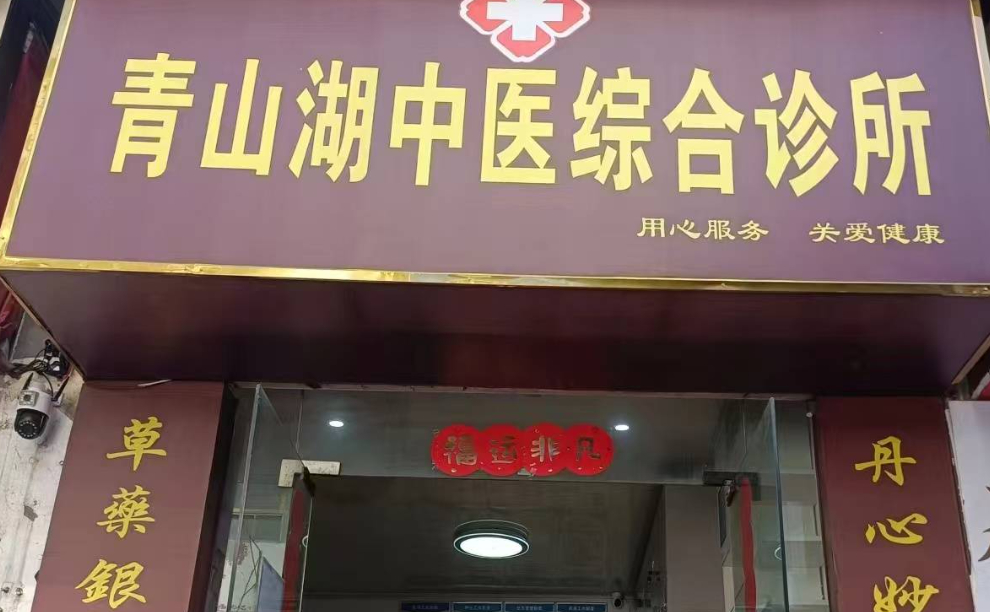 青山湖中医综合诊所
用心服务 关爱健康
福运非凡
草藥銀
丹心妙